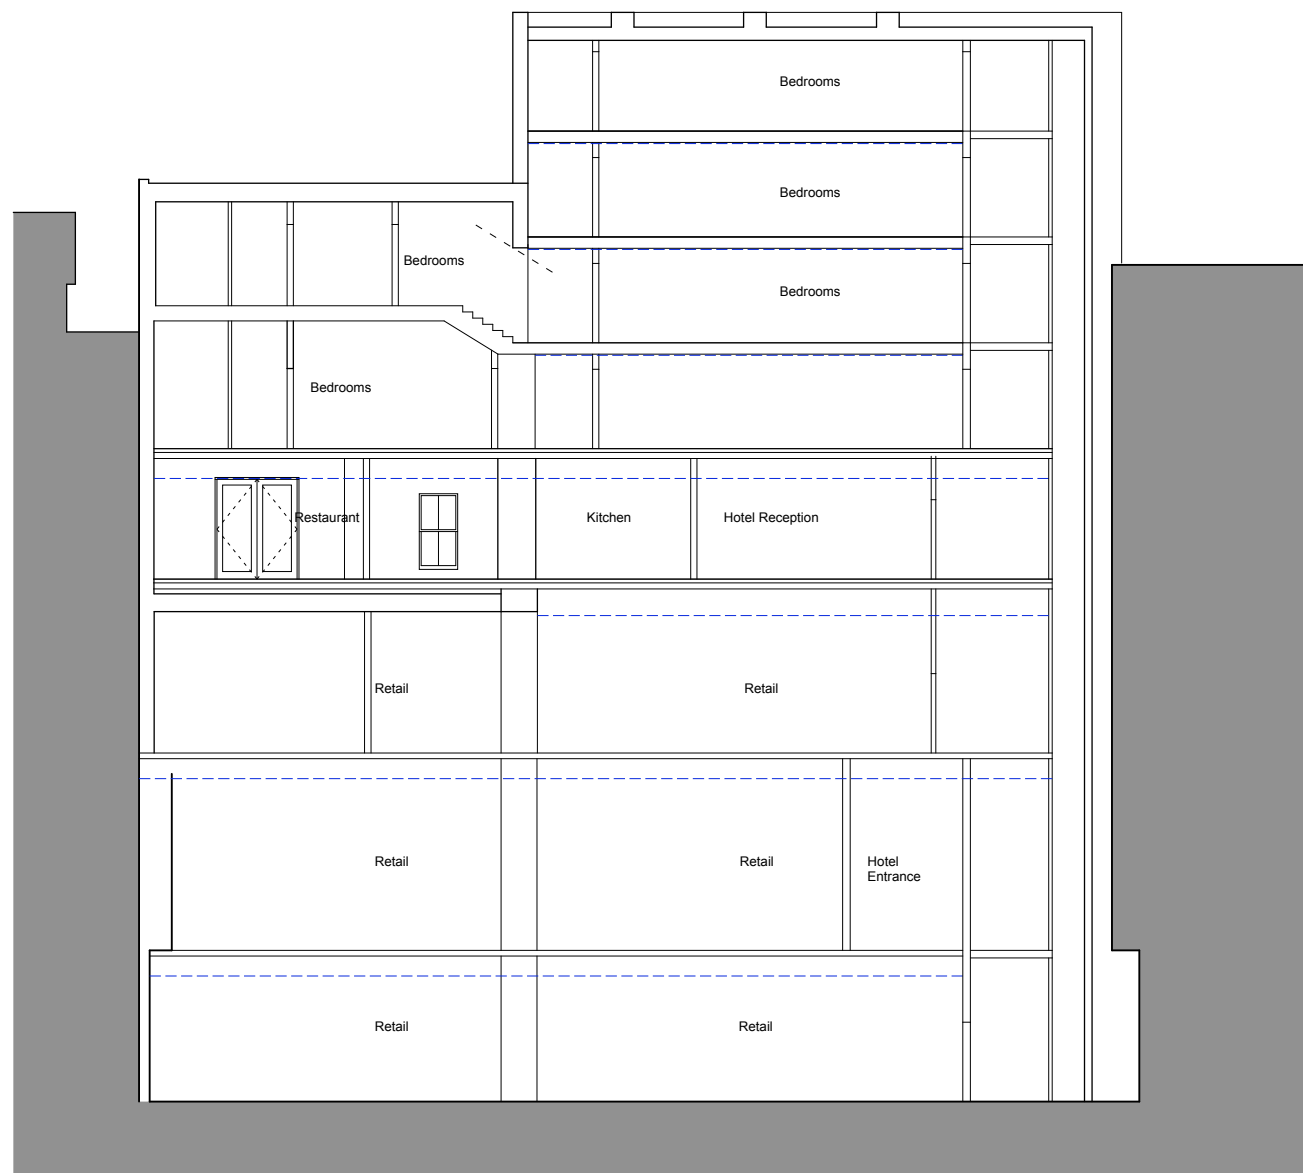 Bedrooms
Bedrooms
Bedrooms
Bedrooms
Bedrooms
Restaurant
Kitchen
Hotel Reception
Retail
Retail
Retail
Retail
Hotel
Entrance
Retail
Retail